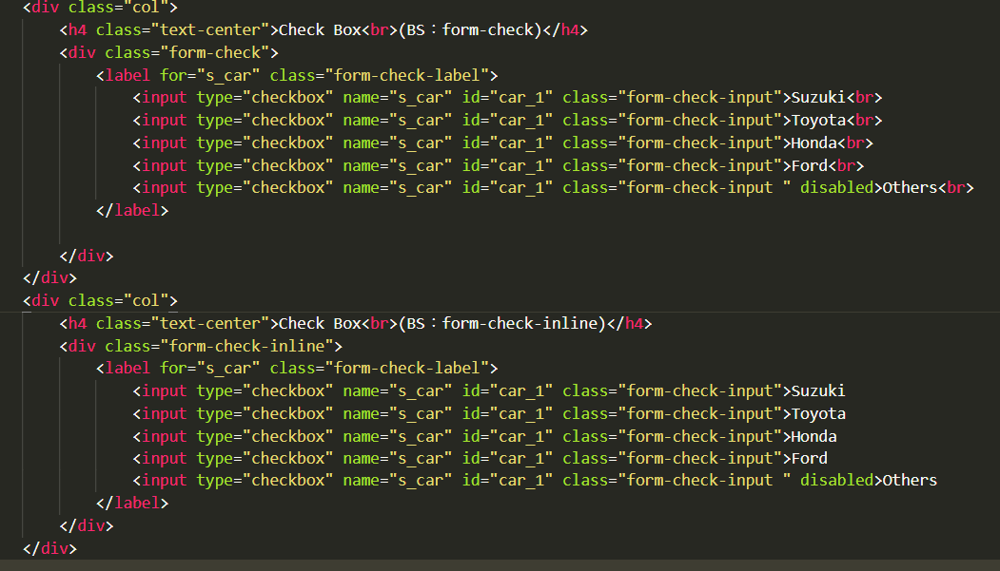 <div class="col">
<h4 class="text-center">Check Box<br>(BS：form-check)</h4>
<div class="form-check">
<label for="s_car" class="form-check-label">
<input type="checkbox" name="s_car" id="car_1" class="form-check-input">Suzuki<br>
<input type="checkbox" name="s_car" id="car_1" class="form-check-input">Toyota<br>
<input type="checkbox" name="s_car" id="car_1" class="form-check-input">Honda<br>
<input type="checkbox" name="s_car" id="car_1" class="form-check-input">Ford<br>
<input type="checkbox" name="s_car" id="car_1" class="form-check-input " disabled>Others<br>
</label>
</div>
</div>
<div class="col">
<h4 class="text-center">Check Box<br>(BS：form-check-inline)</h4>
<div class="form-check-inline">
<label for="s_car" class="form-check-label">
<input type="checkbox" name="s_car" id="car_1" class="form-check-input">Suzuki
<input type="checkbox" name="s_car" id="car_1" class="form-check-input">Toyota
<input type="checkbox" name="s_car" id="car_1" class="form-check-input">Honda
<input type="checkbox" name="s_car" id="car_1" class="form-check-input">Ford
<input type="checkbox" name="s_car" id="car_1" class="form-check-input " disabled>Others
</label>
</div>
</div>